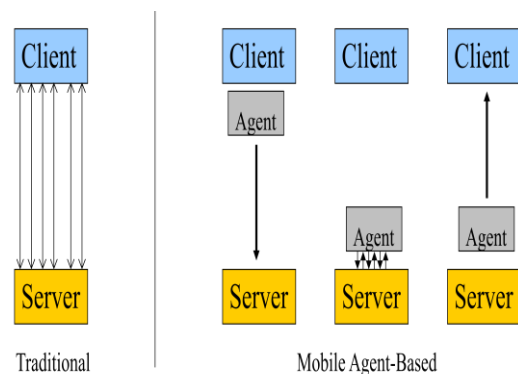 Client
Server
Traditional
Client
Agent
Server
Client
Agent
Server
Client
Agent
Server
Mobile Agent-Based